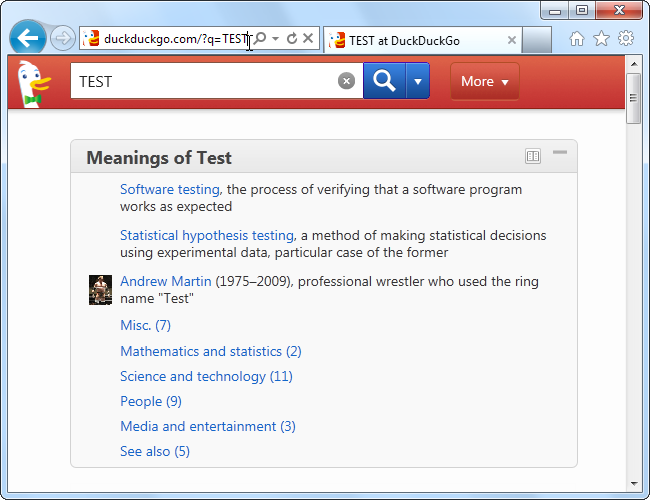 duckduckgo.com/?q=TEST
TEST at DuckDuckGo
TEST
More
Meanings of Test
Software testing, the process of verifying that a software program
works as expected
Statistical hypothesis testing, a method of making statistical decisions
using experimental data, particular case of the former
Andrew Martin (1975–2009), professional wrestler who used the ring
name "Test"
Misc. (7)
Mathematics and statistics (2)
Science and technology (11)
People (9)
Media and entertainment (3)
See also (5)